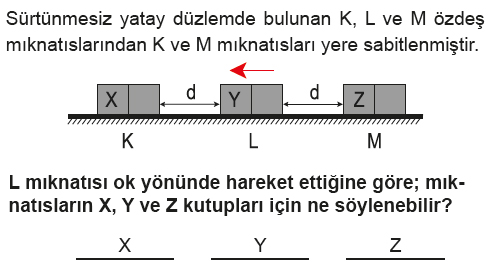 Sürtünmesiz yatay düzlemde bulunan K, L ve M özdeş
mıknatıslarından K ve M mıknatısları yere sabitlenmiştir.
X d Y d Z
K L M
L mıknatısı ok yönünde hareket ettiğine göre; mık-
natısların X, Y ve Z kutupları için ne söylenebilir?
X Y Z